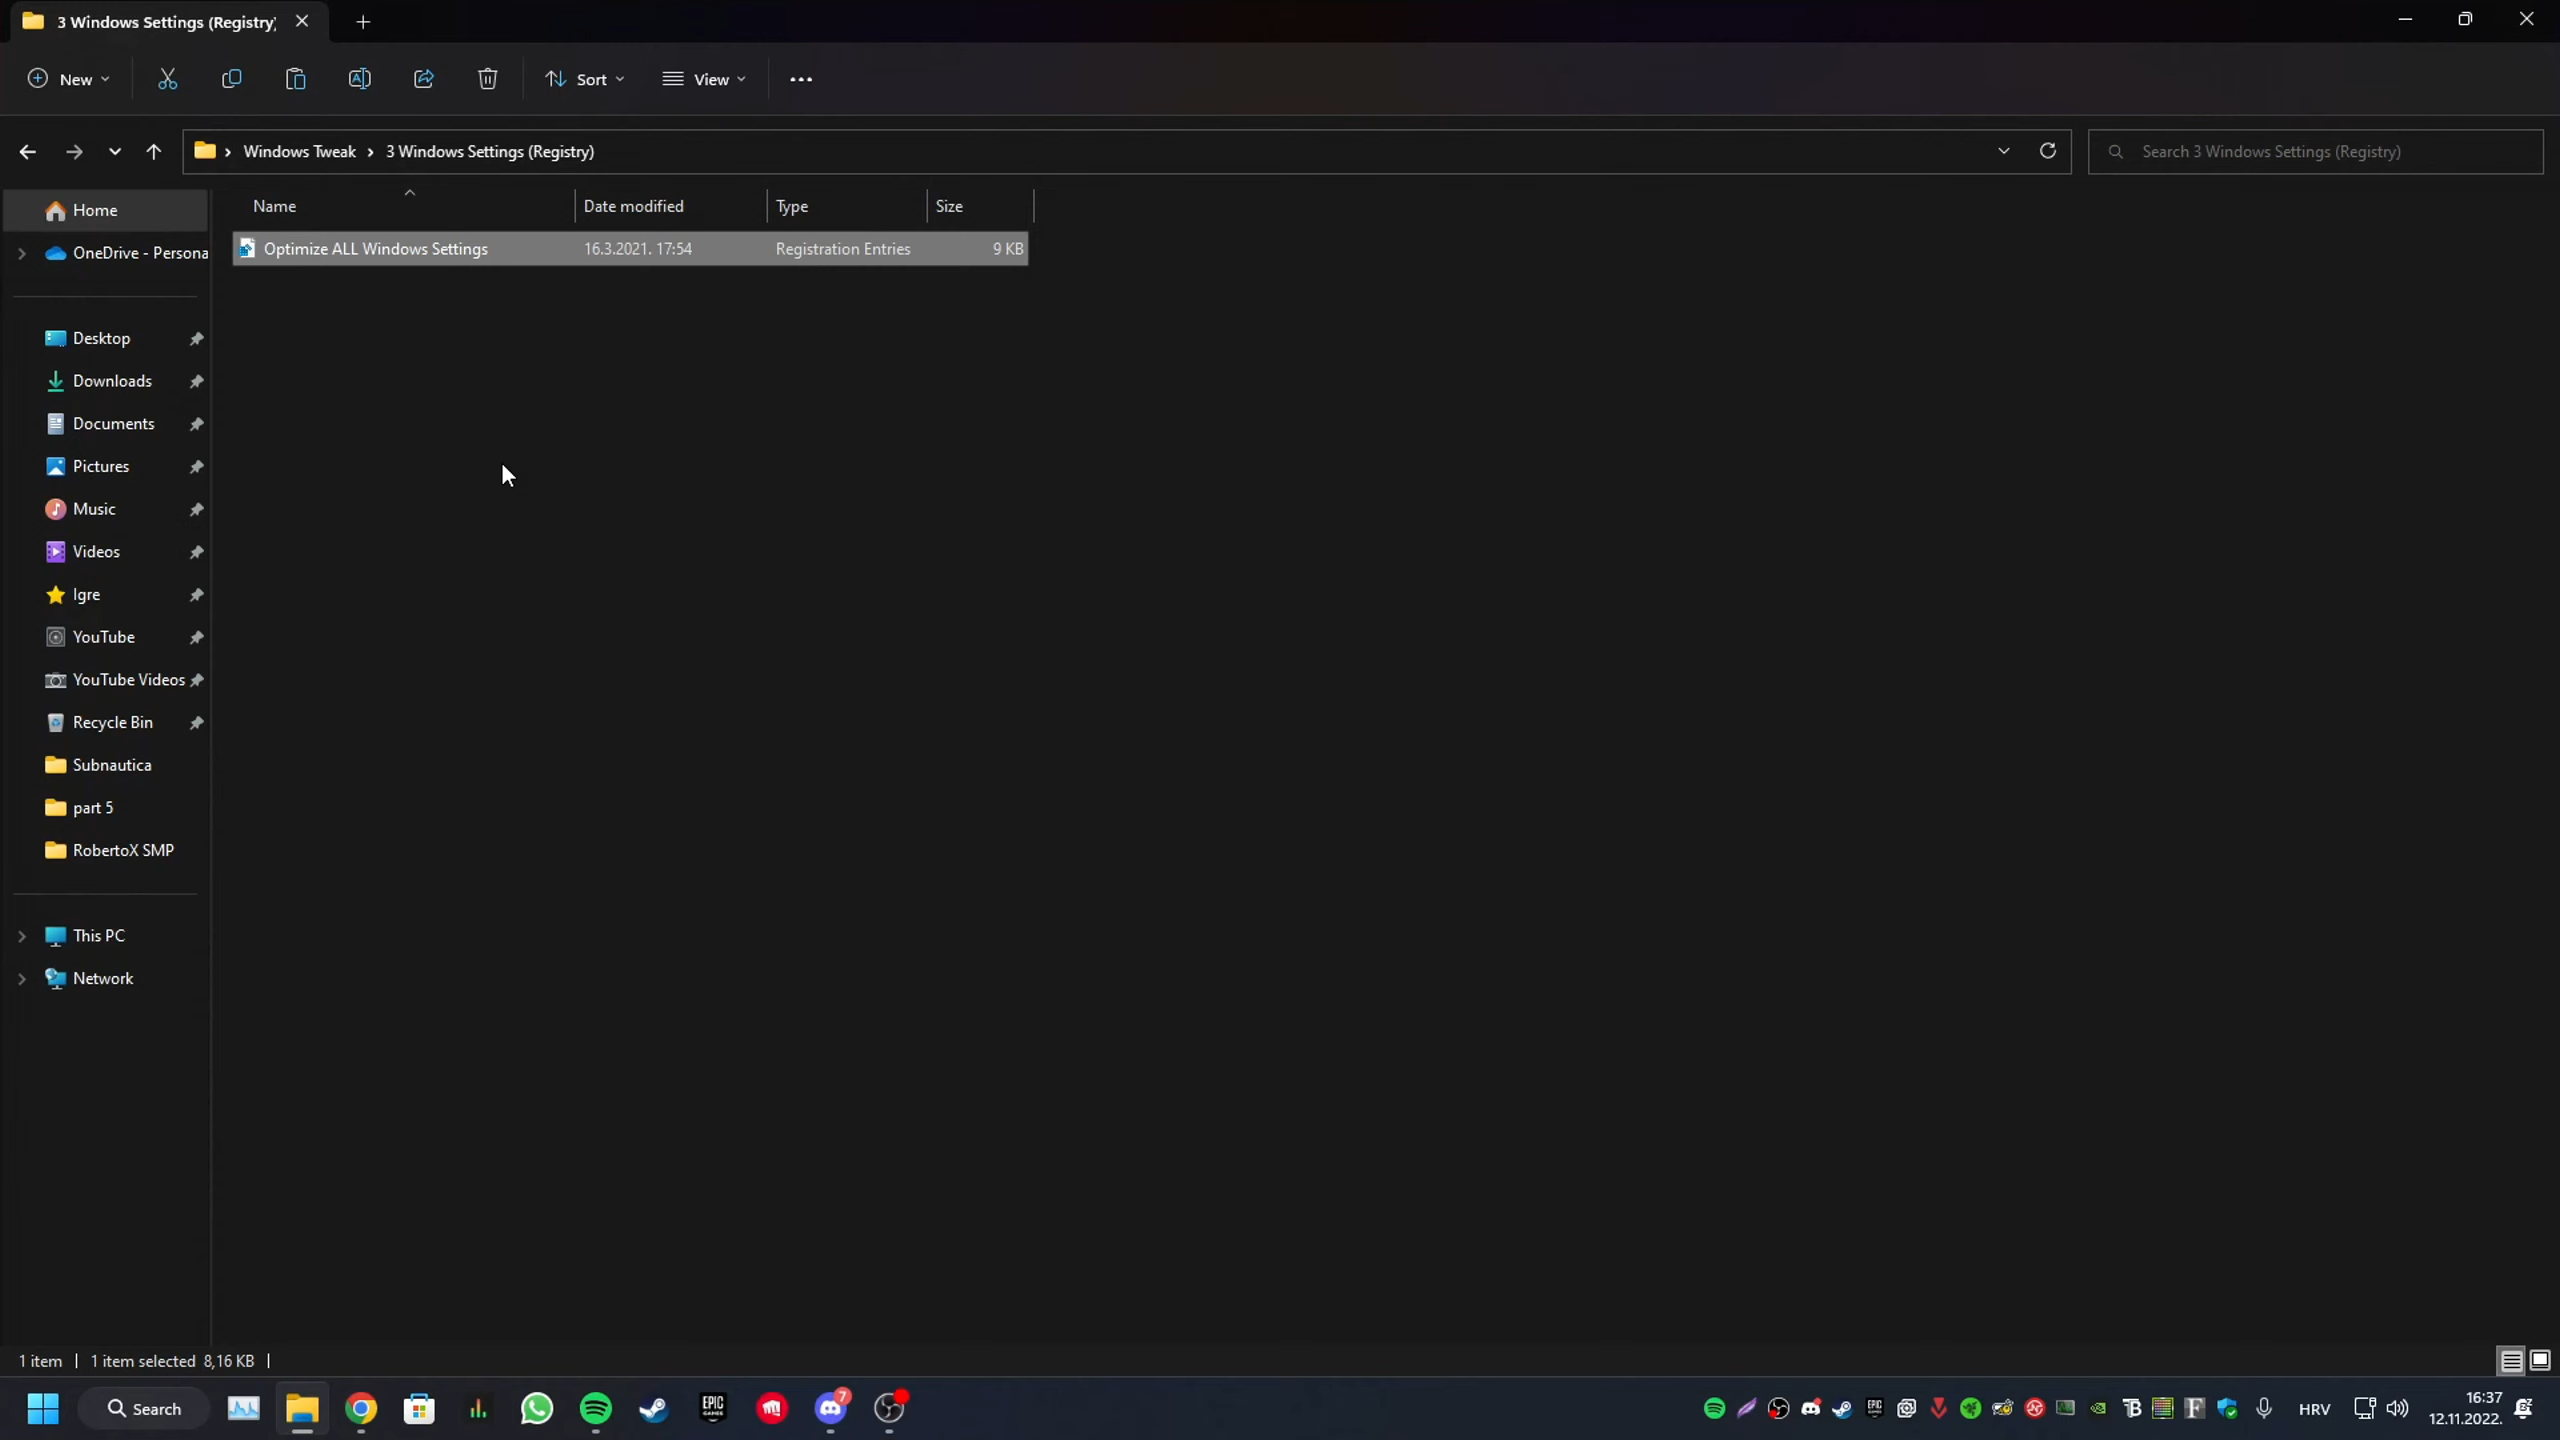 3 Windows Settings (Registry)
New
Sort
View
Windows Tweak > 3 Windows Settings (Registry)
Search 3 Windows Settings (Registry)
Name
Date modified
Type
Size
Optimize ALL Windows Settings
16.3.2021. 17:54
Registration Entries
9 KB
Home
OneDrive - Persona
Desktop
Downloads
Documents
Pictures
Music
Videos
Igre
YouTube
YouTube Videos
Recycle Bin
Subnautica
part 5
RobertoX SMP
This PC
Network
1 item
1 item selected 8,16 KB
Search
EPIC GAMES
7
HRV
16:37
12.11.2022.